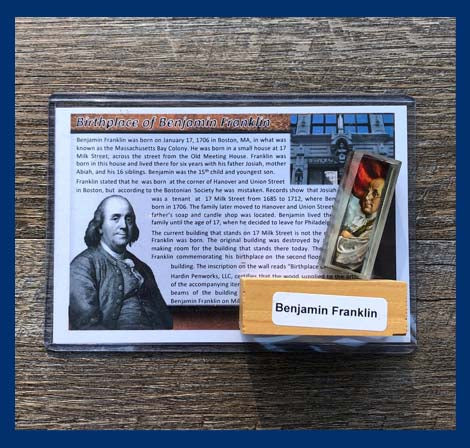 Birthplace of Benjamin Franklin
Benjamin Franklin was born on January 17, 1706 in Boston, MA, in what was
known as the Massachusetts Bay Colony. He was born in a small house at 17
Milk Street, across the street from the Old Meeting House. Franklin was
born in this house and lived there for six years with his father Josiah, mother
Abiah, and his 16 siblings. Benjamin was the 15th child and youngest son.
Franklin stated that he was born at the corner of Hanover and Union Street
in Boston, but according to the Bostonian Society he was mistaken. Records show that Josiah
was a tenant at 17 Milk Street from 1685 to 1712, where Ben
born in 1706. The family later moved to Hanover and Union Street
father's soap and candle shop was located. Benjamin lived the
family until the age of 17, when he decided to leave for Philadel
The current building that stands on 17 Milk Street is not the
Franklin was born. The original building was destroyed by
making room for the building that stands there today. The
Franklin commemorating his birthplace on the second floo
building. The inscription on the wall reads "Birthplace
Hardin Penworks, LLC, certifies that the wood supplied to the
of the accompanying
beams of the building
Benjamin Franklin on Mil
Benjamin Franklin